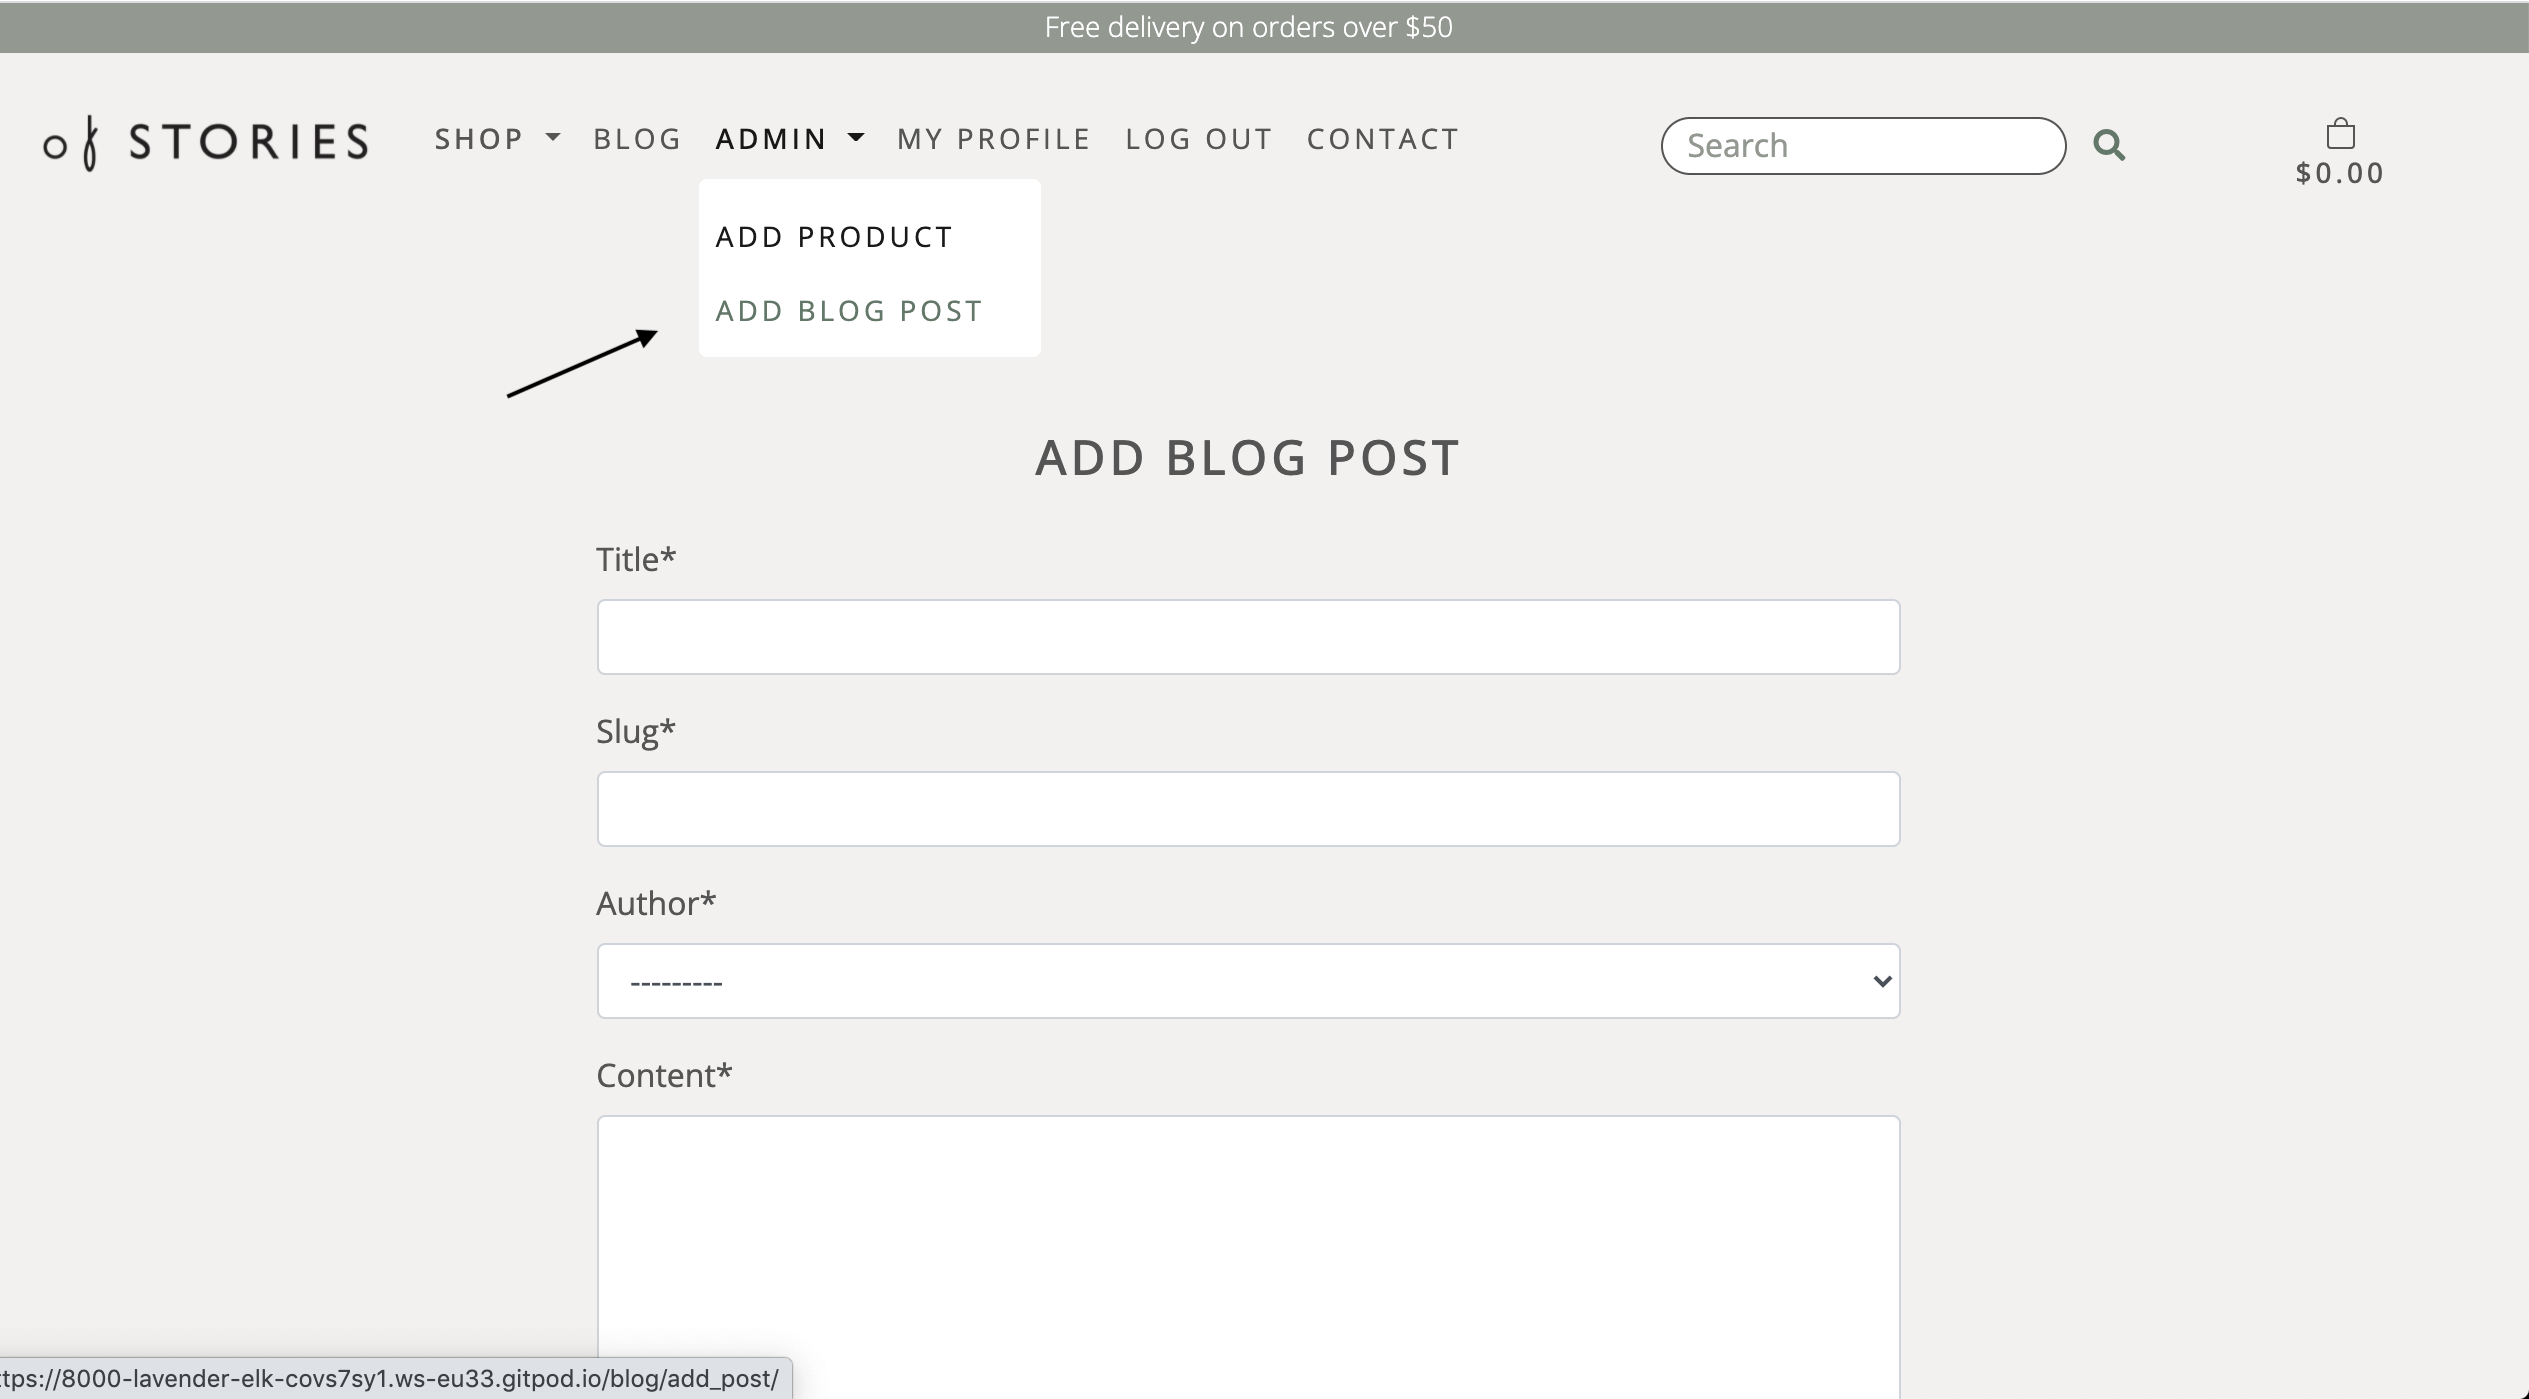 Free delivery on orders over $50
of STORIES
SHOP BLOG ADMIN MY PROFILE LOG OUT CONTACT
Search
$0.00
ADD PRODUCT
ADD BLOG POST
ADD BLOG POST
Title*
Slug*
Author*
---------
Content*
tps://8000-lavender-elk-covs7sy1.ws-eu33.gitpod.io/blog/add_post/